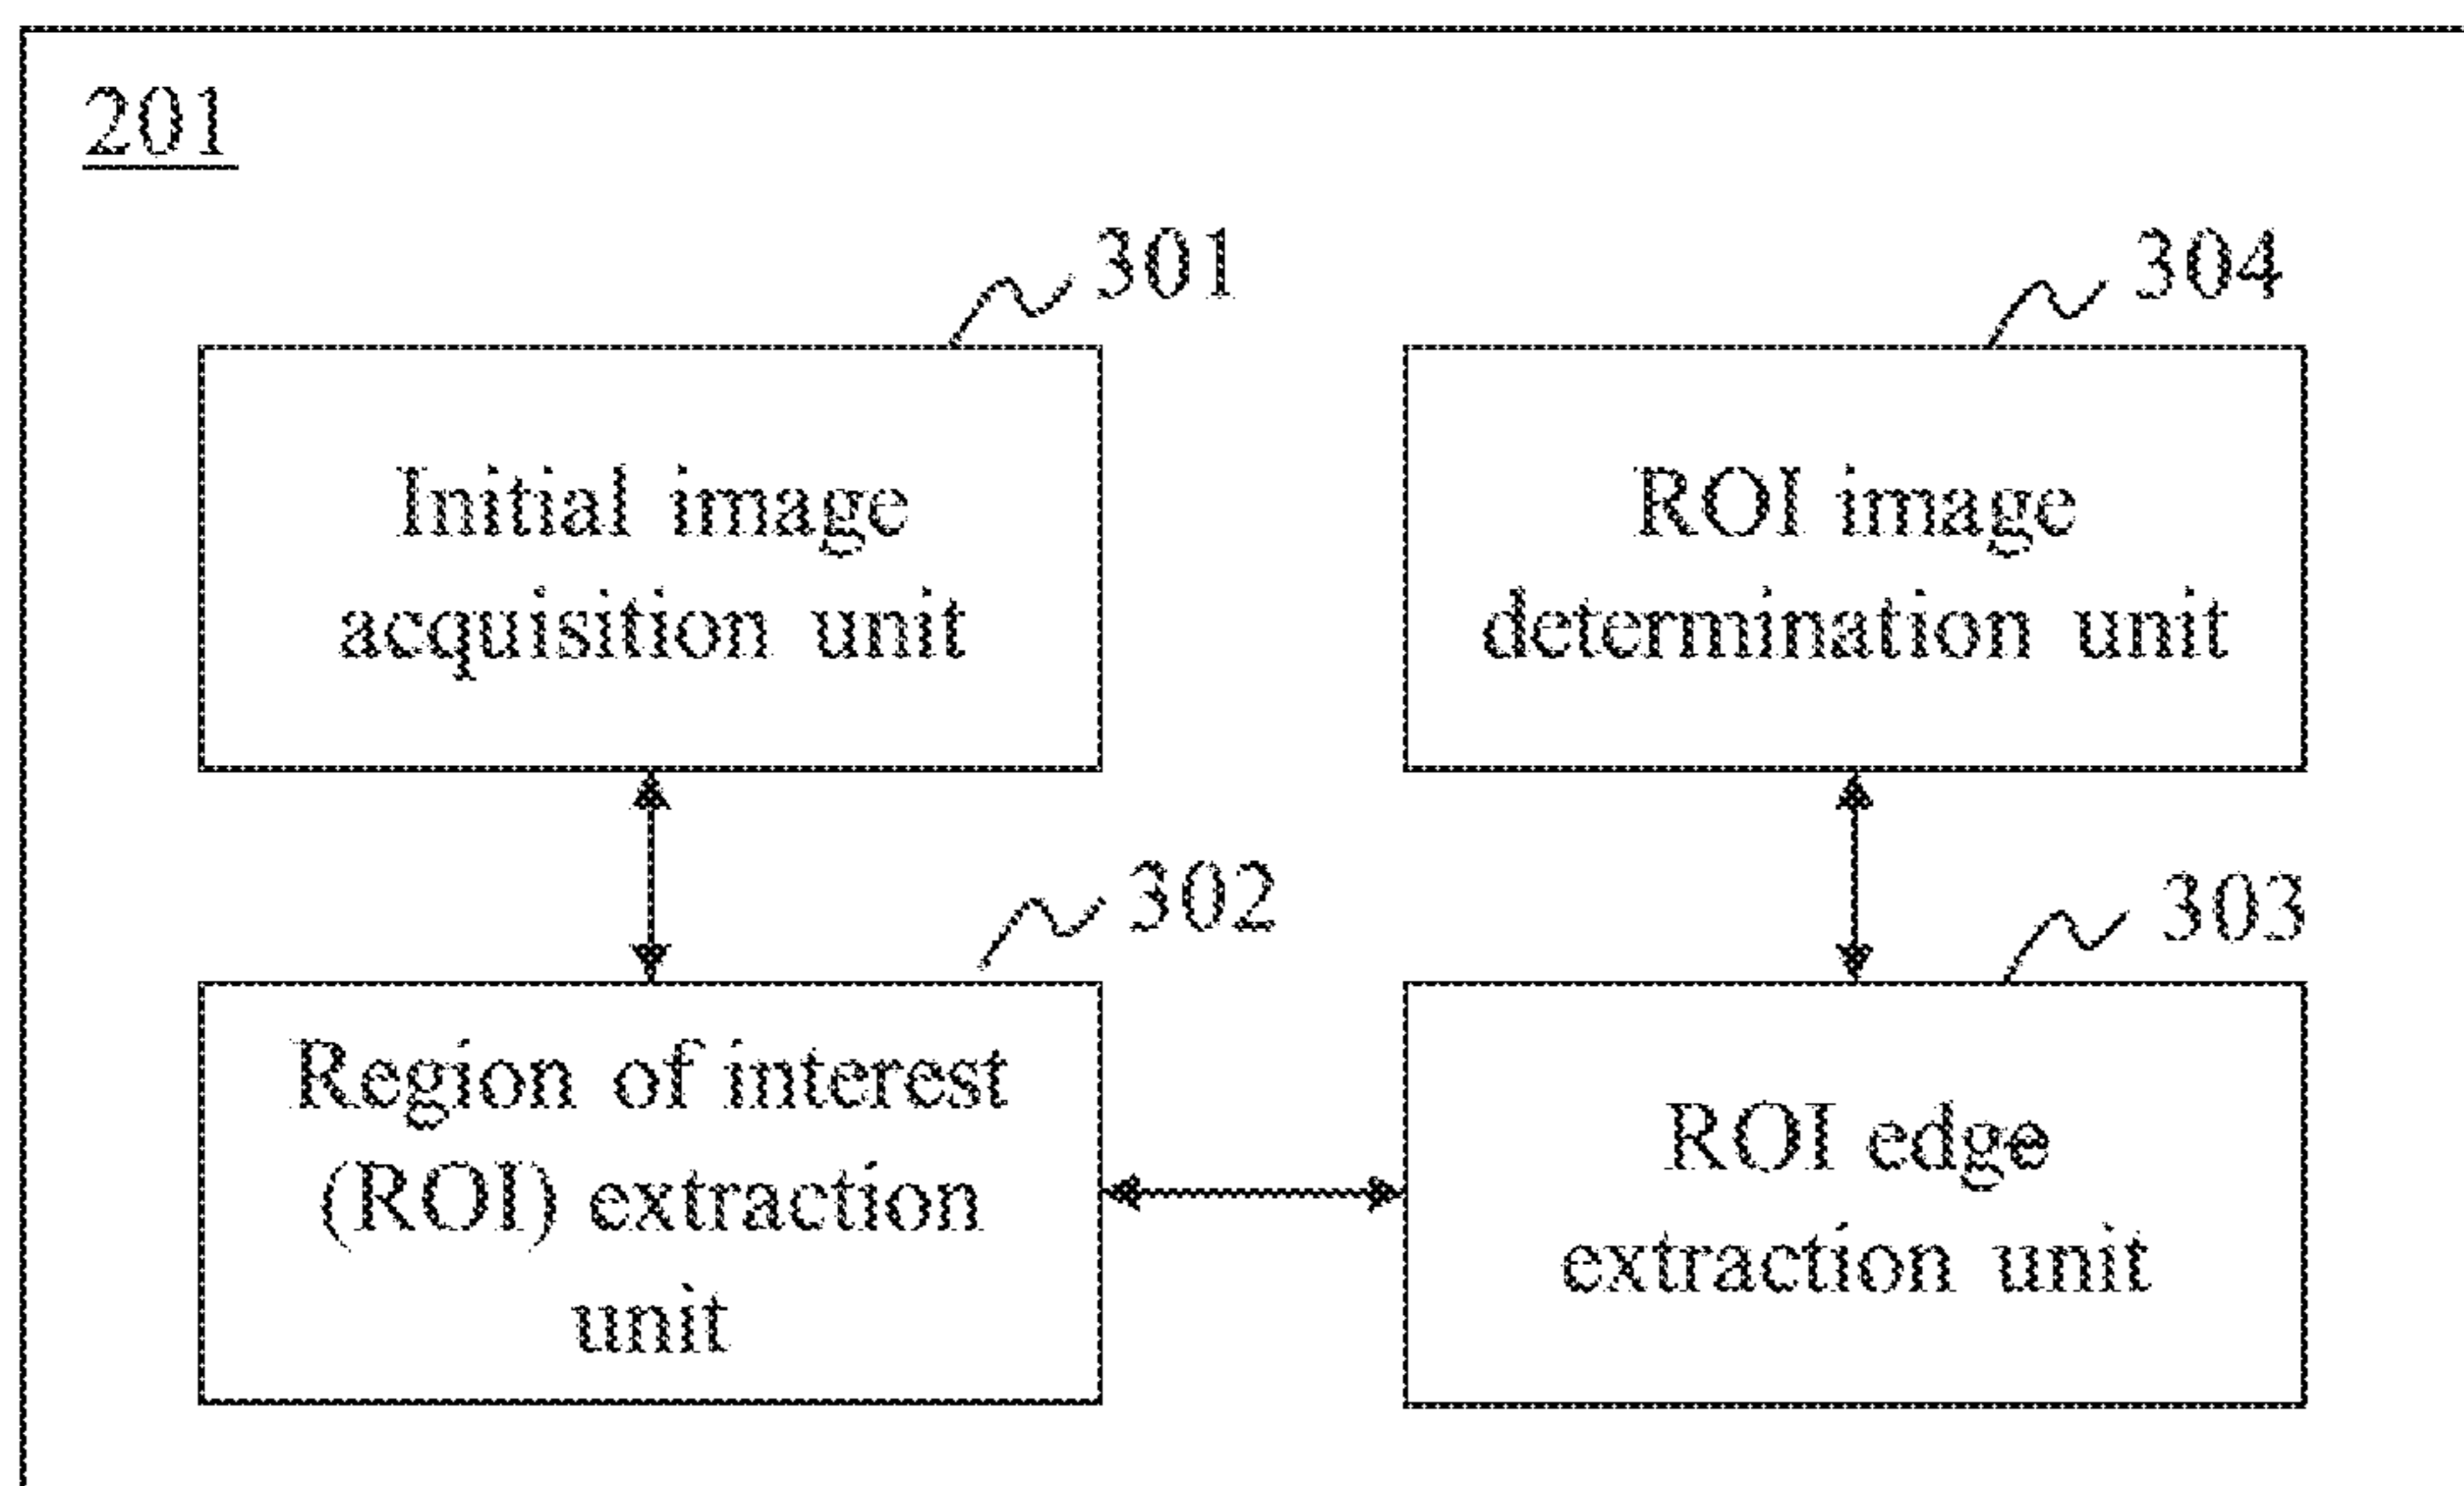 201
301
Initial image
acquisition unit
304
ROI image
determination unit
302
Region of interest
(ROI) extraction
unit
303
ROI edge
extraction unit